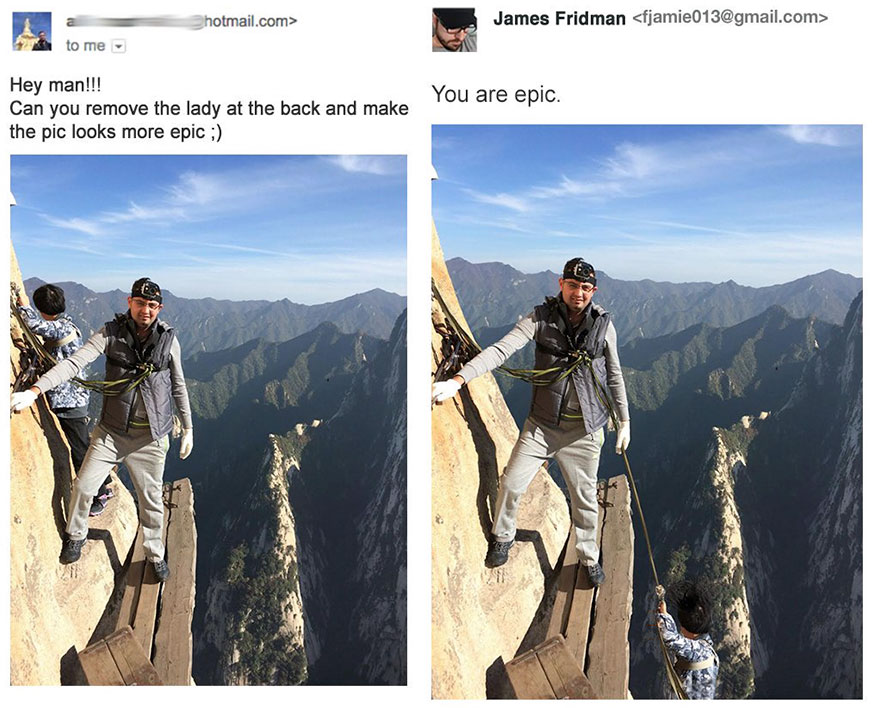 a hotmail.com>
to me
Hey man!!!
Can you remove the lady at the back and make
the pic looks more epic ;)
James Fridman <fjamie013@gmail.com>
You are epic.